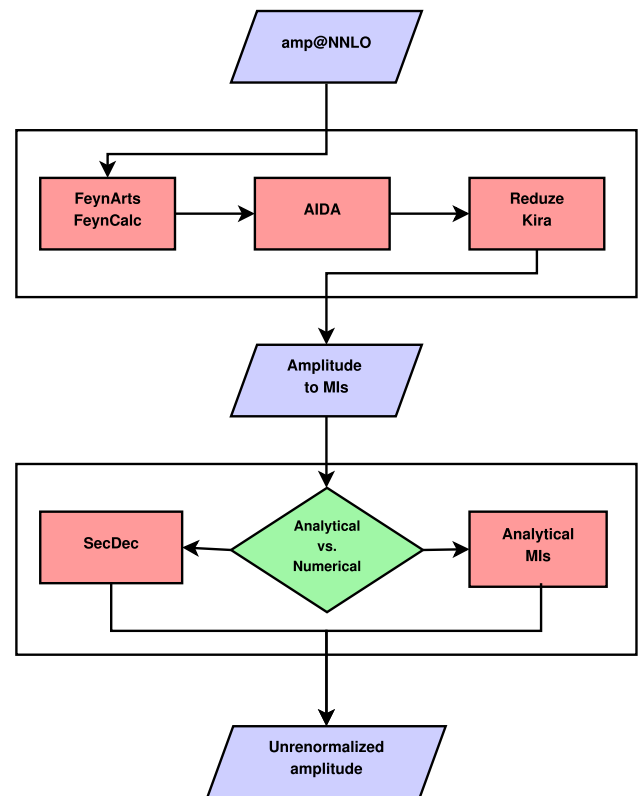 amp@NNLO
FeynArts
FeynCalc
AIDA
Reduze
Kira
Amplitude
to MIs
SecDec
Analytical
vs.
Numerical
Analytical
MIs
Unrenormalized
amplitude